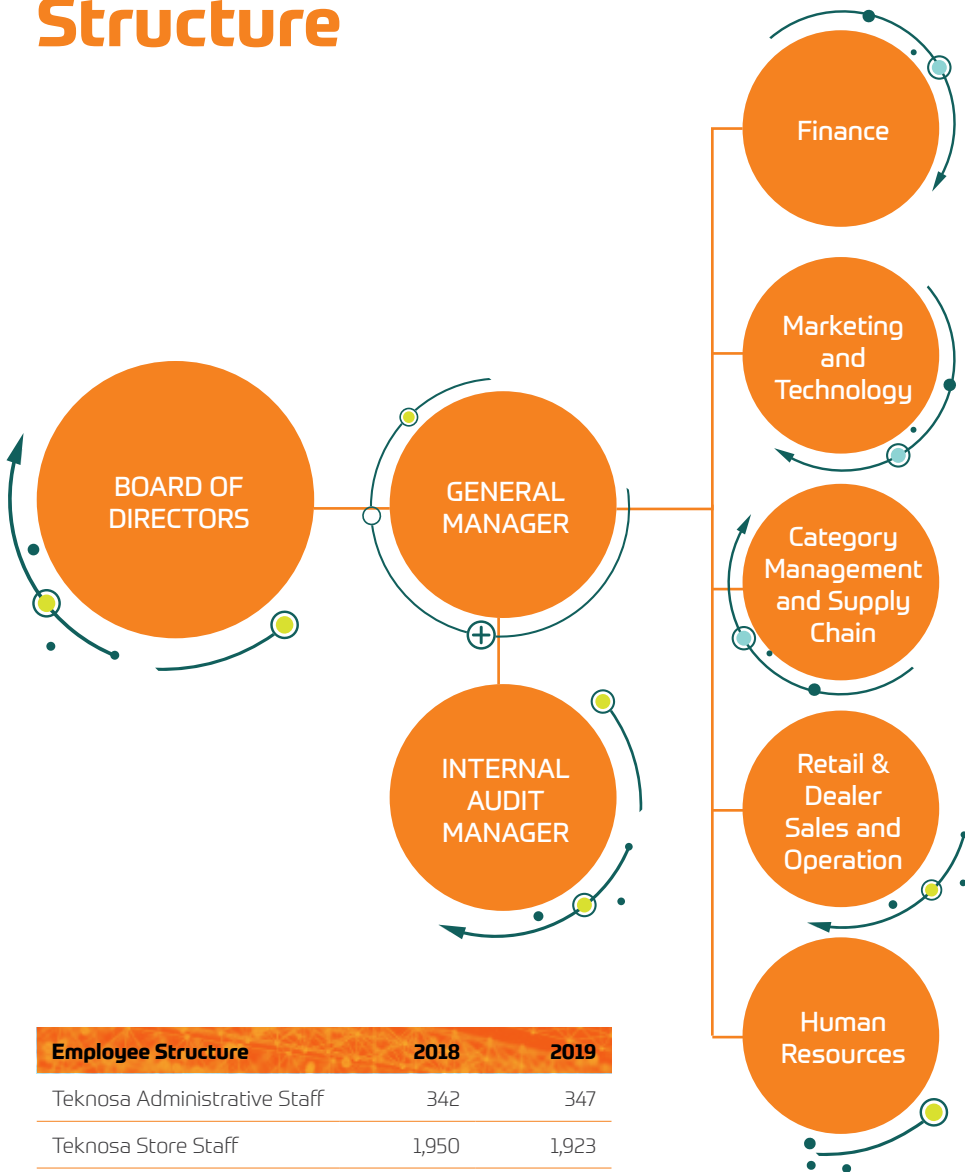 Structure
Finance
Marketing
and
Technology
BOARD OF
DIRECTORS
GENERAL
MANAGER
Category
Management
and Supply
Chain
INTERNAL
AUDIT
MANAGER
Retail &
Dealer
Sales and
Operation
Human
Resources
Employee Structure 2018 2019
Teknosa Administrative Staff 342 347
Teknosa Store Staff 1,950 1,923